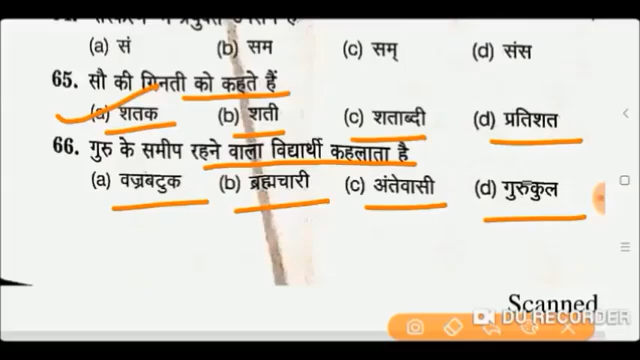 (a) सं (b) सम (c) सम् (d) संस
65. सौ की गिनती को कहते हैं
(a) शतक (b) शती (c) शताब्दी (d) प्रतिशत
66. गुरु के समीप रहने वाला विद्यार्थी कहलाता है
(a) वज्रबटुक (b) ब्रह्मचारी (c) अंतेवासी (d) गुरुकुल
Scanned
DU RECORDER